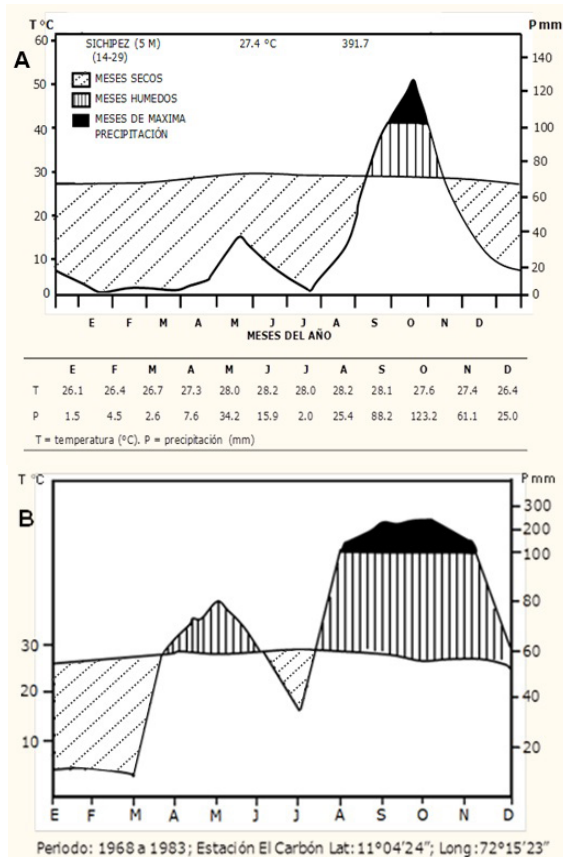 T °C
P mm
60
50
40
30
20
10
0
140
120
100
80
60
40
20
0
A
SICHIPEZ (5 M) 27.4 °C 391.7
(14-29)
MESES SECOS
MESES HUMEDOS
MESES DE MAXIMA
PRECIPITACIÓN
E F M A M J J A S O N D
MESES DEL AÑO
E F M A M J J A S O N D
T 26.1 26.4 26.7 27.3 28.0 28.2 28.0 28.2 28.1 27.6 27.4 26.4
P 1.5 4.5 2.6 7.6 34.2 15.9 2.0 25.4 88.2 123.2 61.1 25.0
T = temperatura (°C). P = precipitación (mm)
T °C
P mm
B
30
20
10
300
200
100
80
60
40
20
E F M A M J J A S O N D
Periodo: 1968 a 1983; Estación El Carbón Lat: 11°04'24"; Long: 72°15'23"